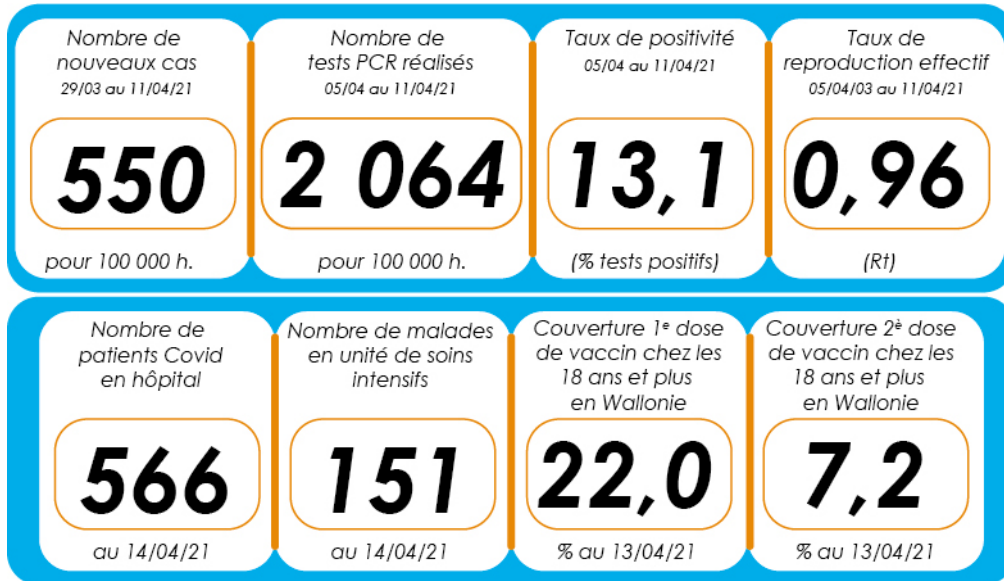 Nombre de
nouveaux cas
29/03 au 11/04/21
550
pour 100 000 h.
Nombre de
tests PCR réalisés
05/04 au 11/04/21
2 064
pour 100 000 h.
Taux de positivité
05/04 au 11/04/21
13,1
(% tests positifs)
Taux de
reproduction effectif
05/04/03 au 11/04/21
0,96
(Rt)
Nombre de
patients Covid
en hôpital
566
au 14/04/21
Nombre de malades
en unité de soins
intensifs
151
au 14/04/21
Couverture 1ᵉ dose
de vaccin chez les
18 ans et plus
en Wallonie
22,0
% au 13/04/21
Couverture 2ᵉ̀ dose
de vaccin chez les
18 ans et plus
en Wallonie
7,2
% au 13/04/21